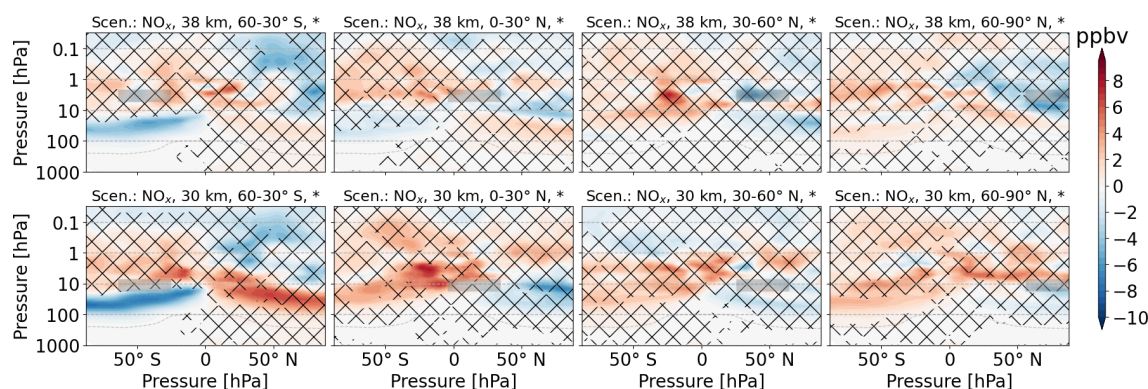 Scen.: NOx, 38 km, 60-30° S, *
Scen.: NOx, 38 km, 0-30° N, *
Scen.: NOx, 38 km, 30-60° N, *
Scen.: NOx, 38 km, 60-90° N, *
ppbv
Pressure [hPa]
0.1
1
10
100
1000
8
6
4
2
0
−2
−4
−6
−8
−10
Scen.: NOx, 30 km, 60-30° S, *
Scen.: NOx, 30 km, 0-30° N, *
Scen.: NOx, 30 km, 30-60° N, *
Scen.: NOx, 30 km, 60-90° N, *
Pressure [hPa]
0.1
1
10
100
1000
50° S 0 50° N
50° S 0 50° N
50° S 0 50° N
50° S 0 50° N
Pressure [hPa]
Pressure [hPa]
Pressure [hPa]
Pressure [hPa]